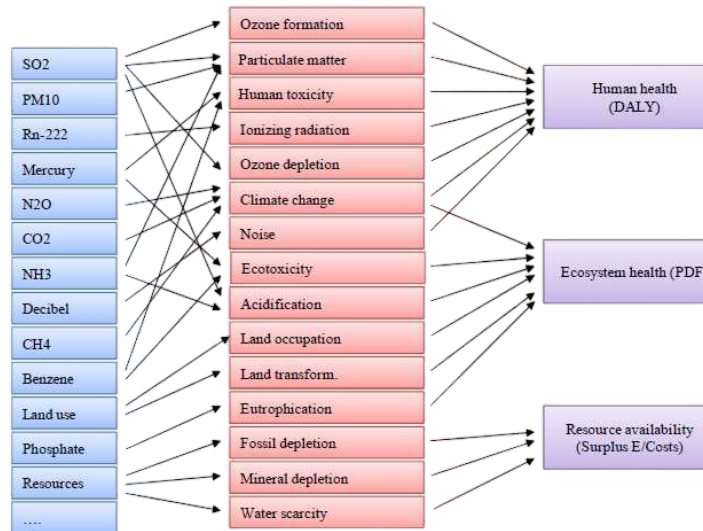 SO2
PM10
Rn-222
Mercury
N2O
CO2
NH3
Decibel
CH4
Benzene
Land use
Phosphate
Resources
....
Ozone formation
Particulate matter
Human toxicity
Ionizing radiation
Ozone depletion
Climate change
Noise
Ecotoxicity
Acidification
Land occupation
Land transform.
Eutrophication
Fossil depletion
Mineral depletion
Water scarcity
Human health
(DALY)
Ecosystem health (PDF
Resource availability
(Surplus E/Costs)